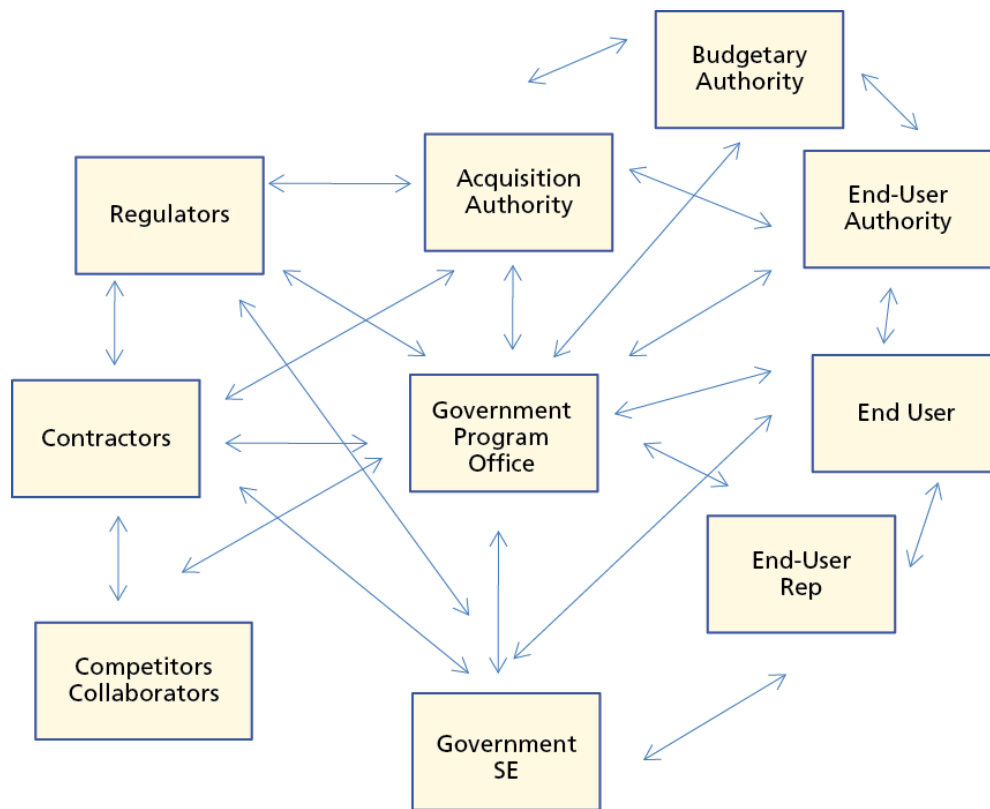 Budgetary
Authority
Acquisition
Authority
Regulators
End-User
Authority
Contractors
Government
Program
Office
End User
End-User
Rep
Competitors
Collaborators
Government
SE